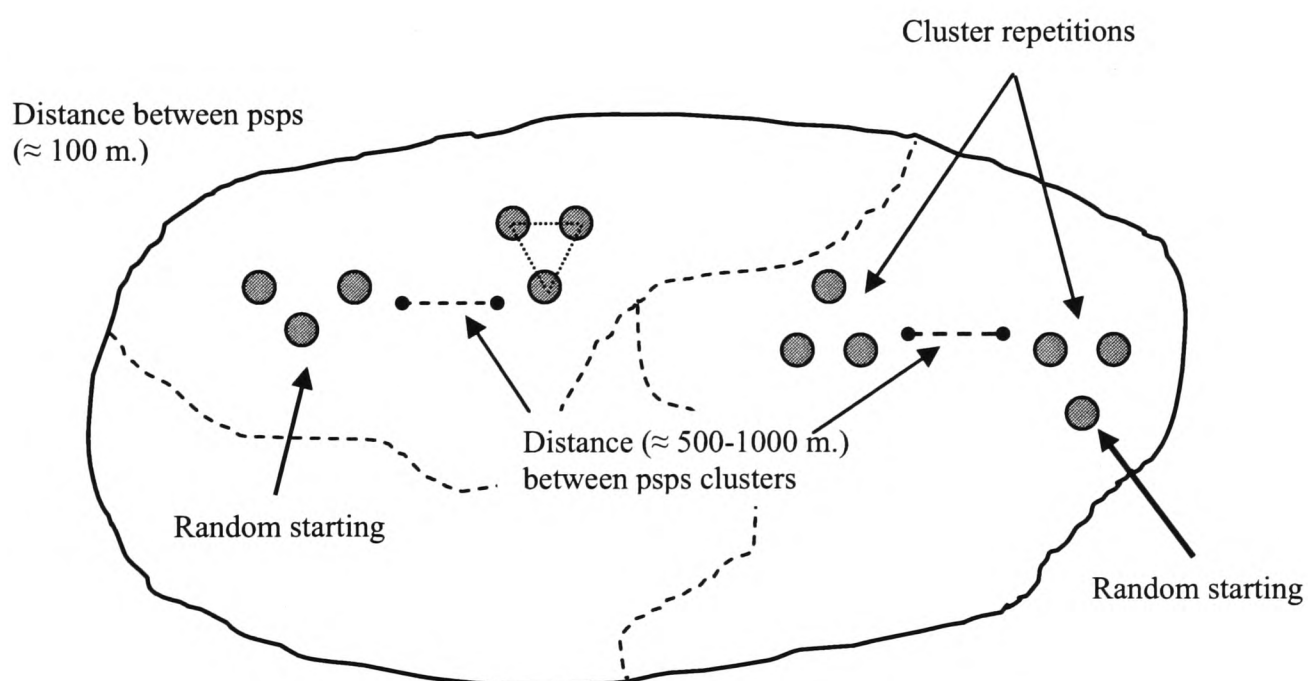 Cluster repetitions
Distance between psps
(≈ 100 m.)
Distance (≈ 500-1000 m.)
between psps clusters
Random starting
Random starting